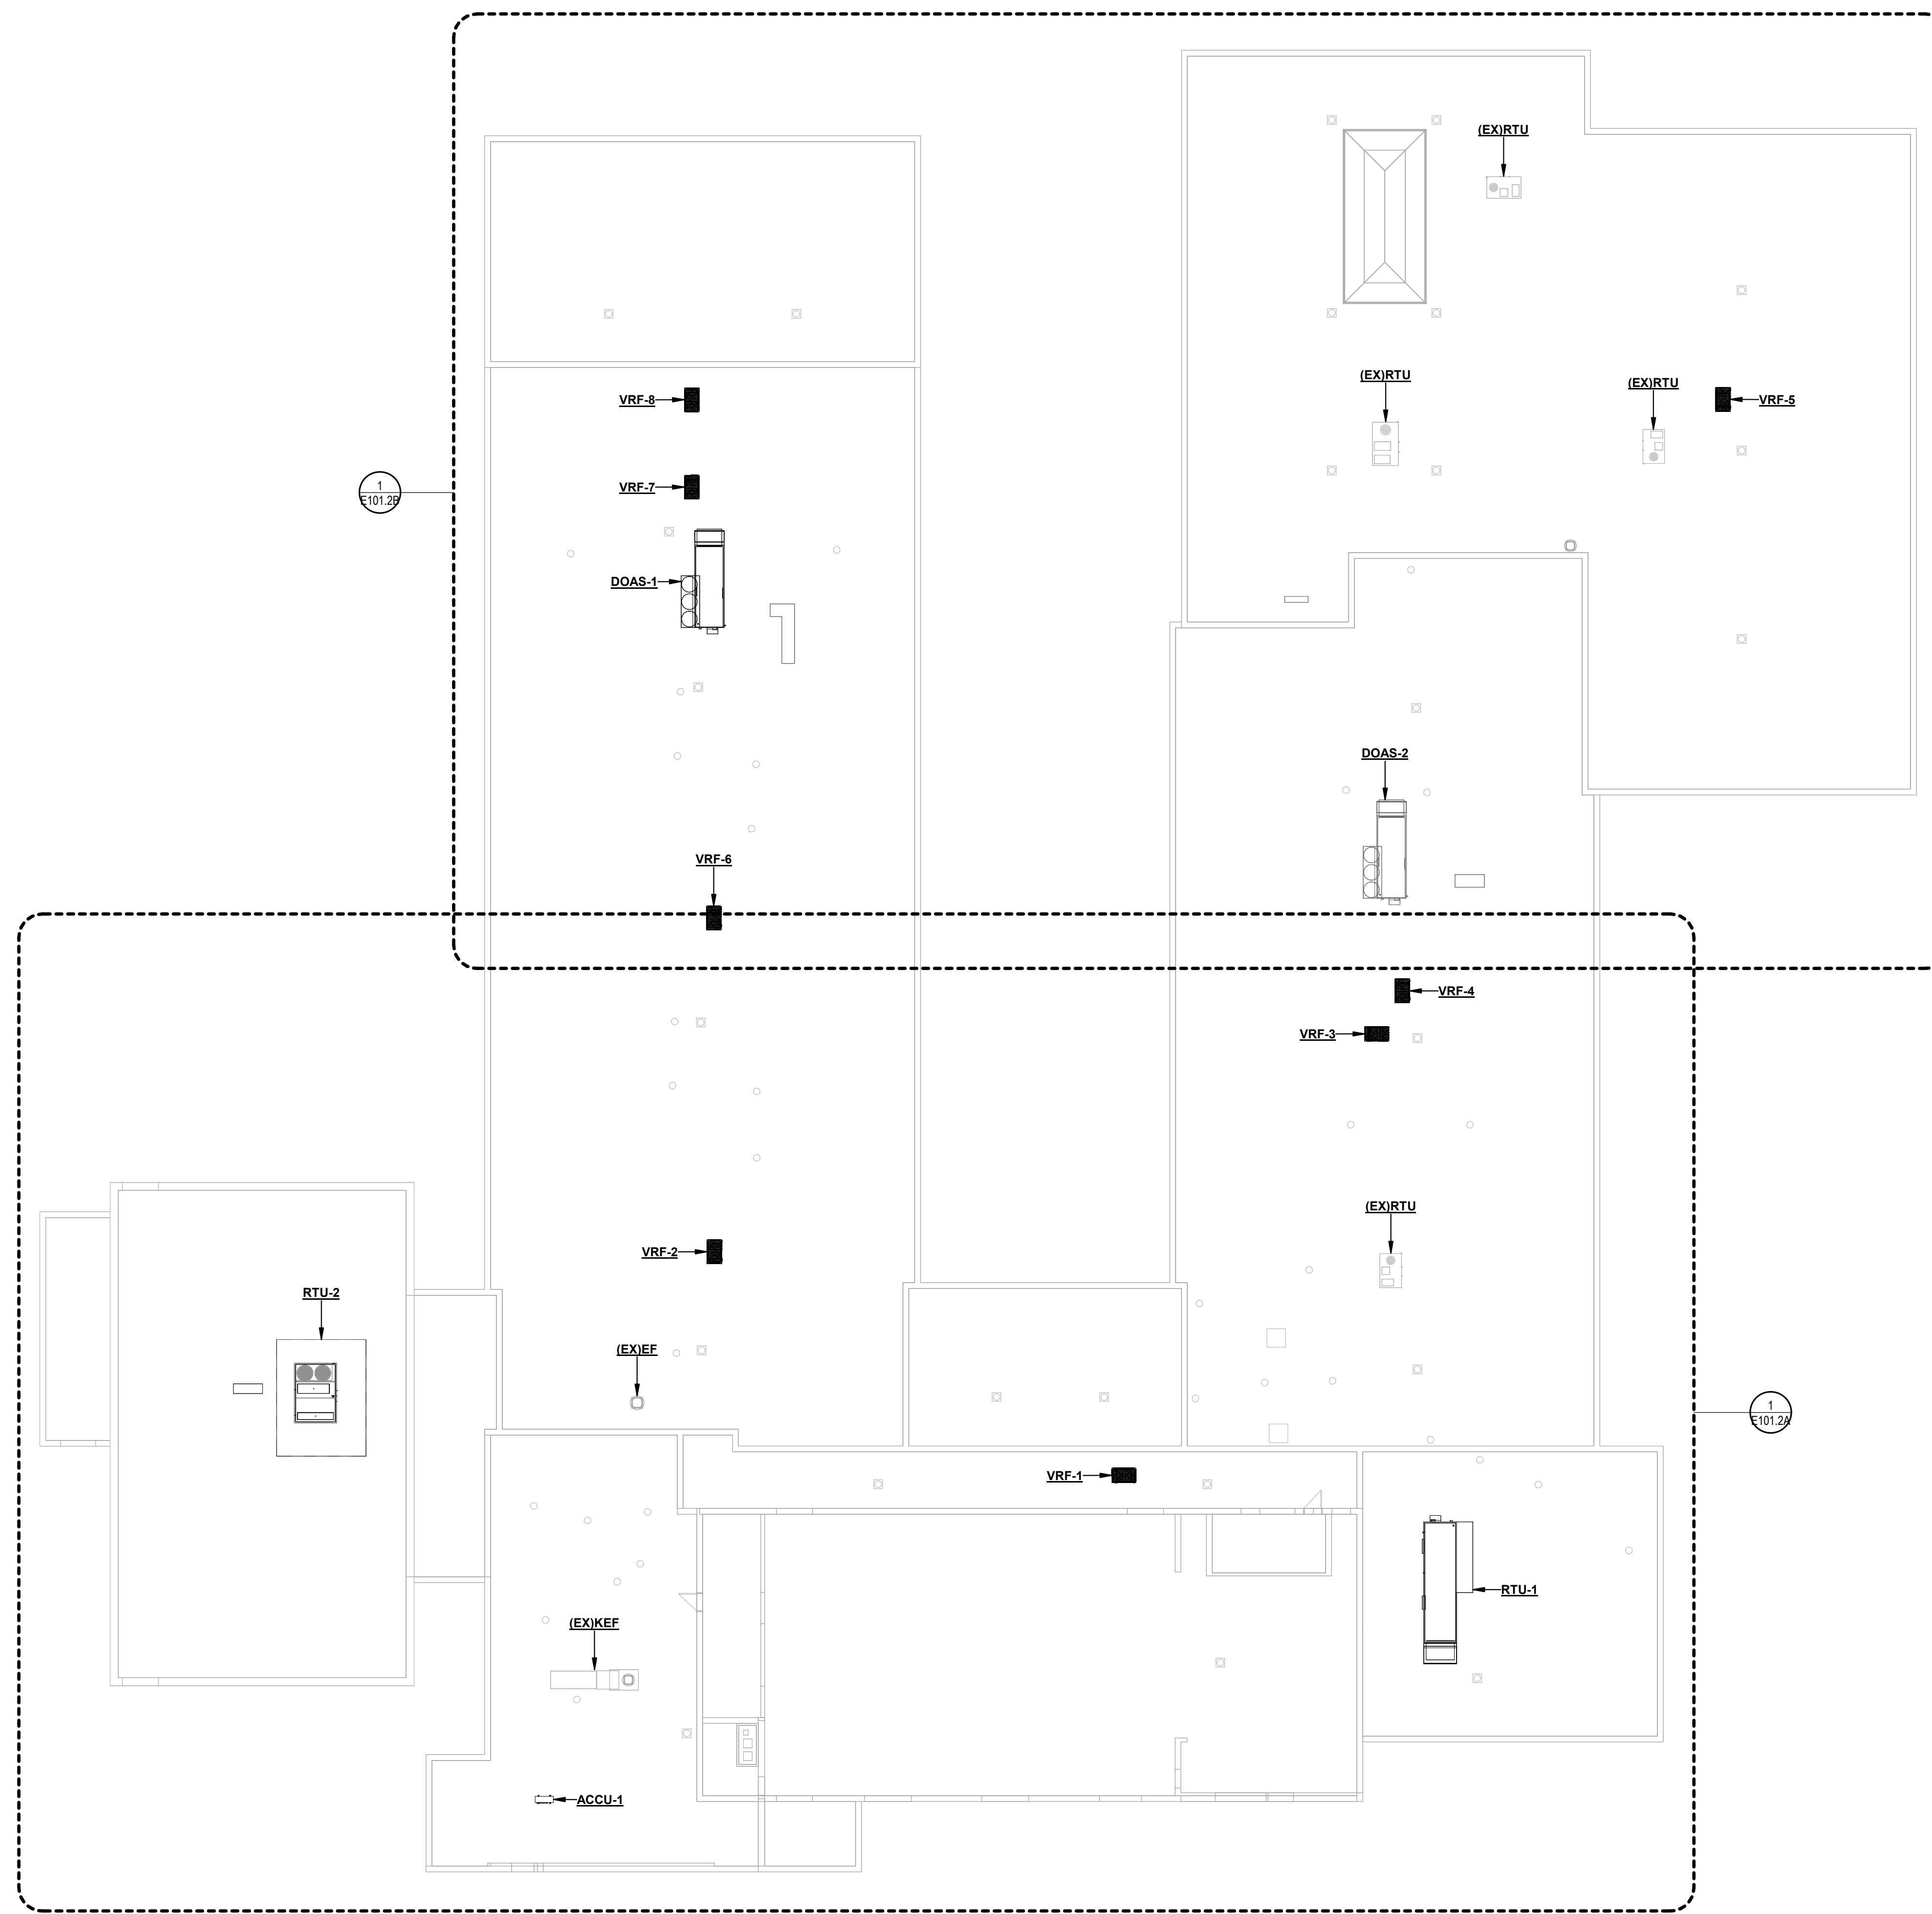 (EX)RTU
(EX)RTU
(EX)RTU
VRF-8
VRF-5
VRF-7
1
E101.2B
DOAS-1
DOAS-2
VRF-6
VRF-4
VRF-3
(EX)RTU
VRF-2
RTU-2
(EX)EF
1
E101.2A
VRF-1
RTU-1
(EX)KEF
ACCU-1